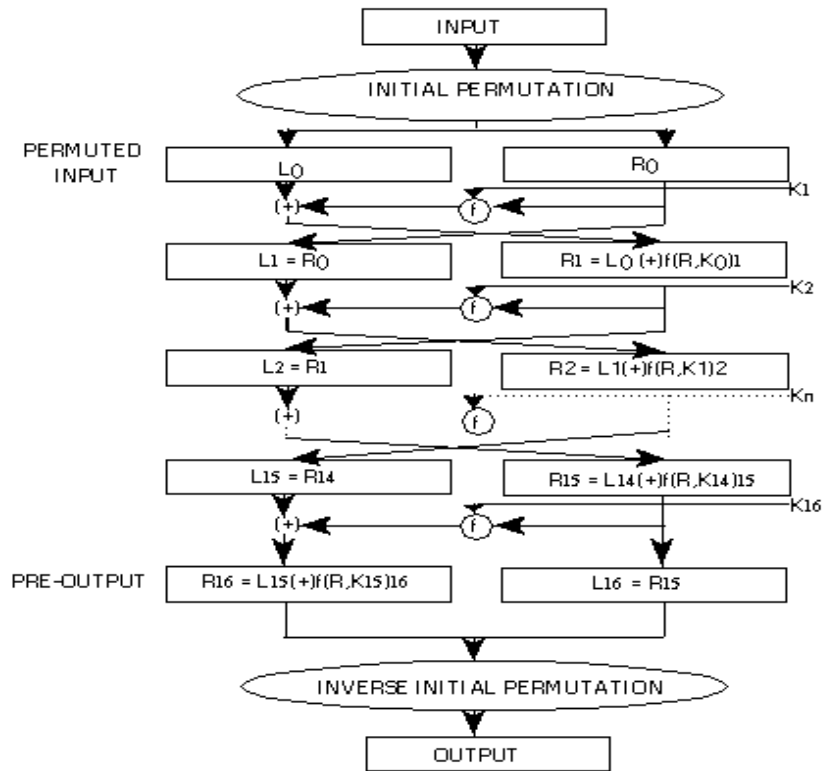 INPUT
INITIAL PERMUTATION
PERMUTED
INPUT
L0
R0
K1
(+)
f
L1 = R0
R1 = L0 (+)f(R,K0)1
K2
(+)
f
L2 = R1
R2 = L1(+)f(R,K1)2
Kn
(+)
f
L15 = R14
R15 = L14(+)f(R,K14)15
K16
(+)
f
PRE-OUTPUT
R16 = L15(+)f(R,K15)16
L16 = R15
INVERSE INITIAL PERMUTATION
OUTPUT